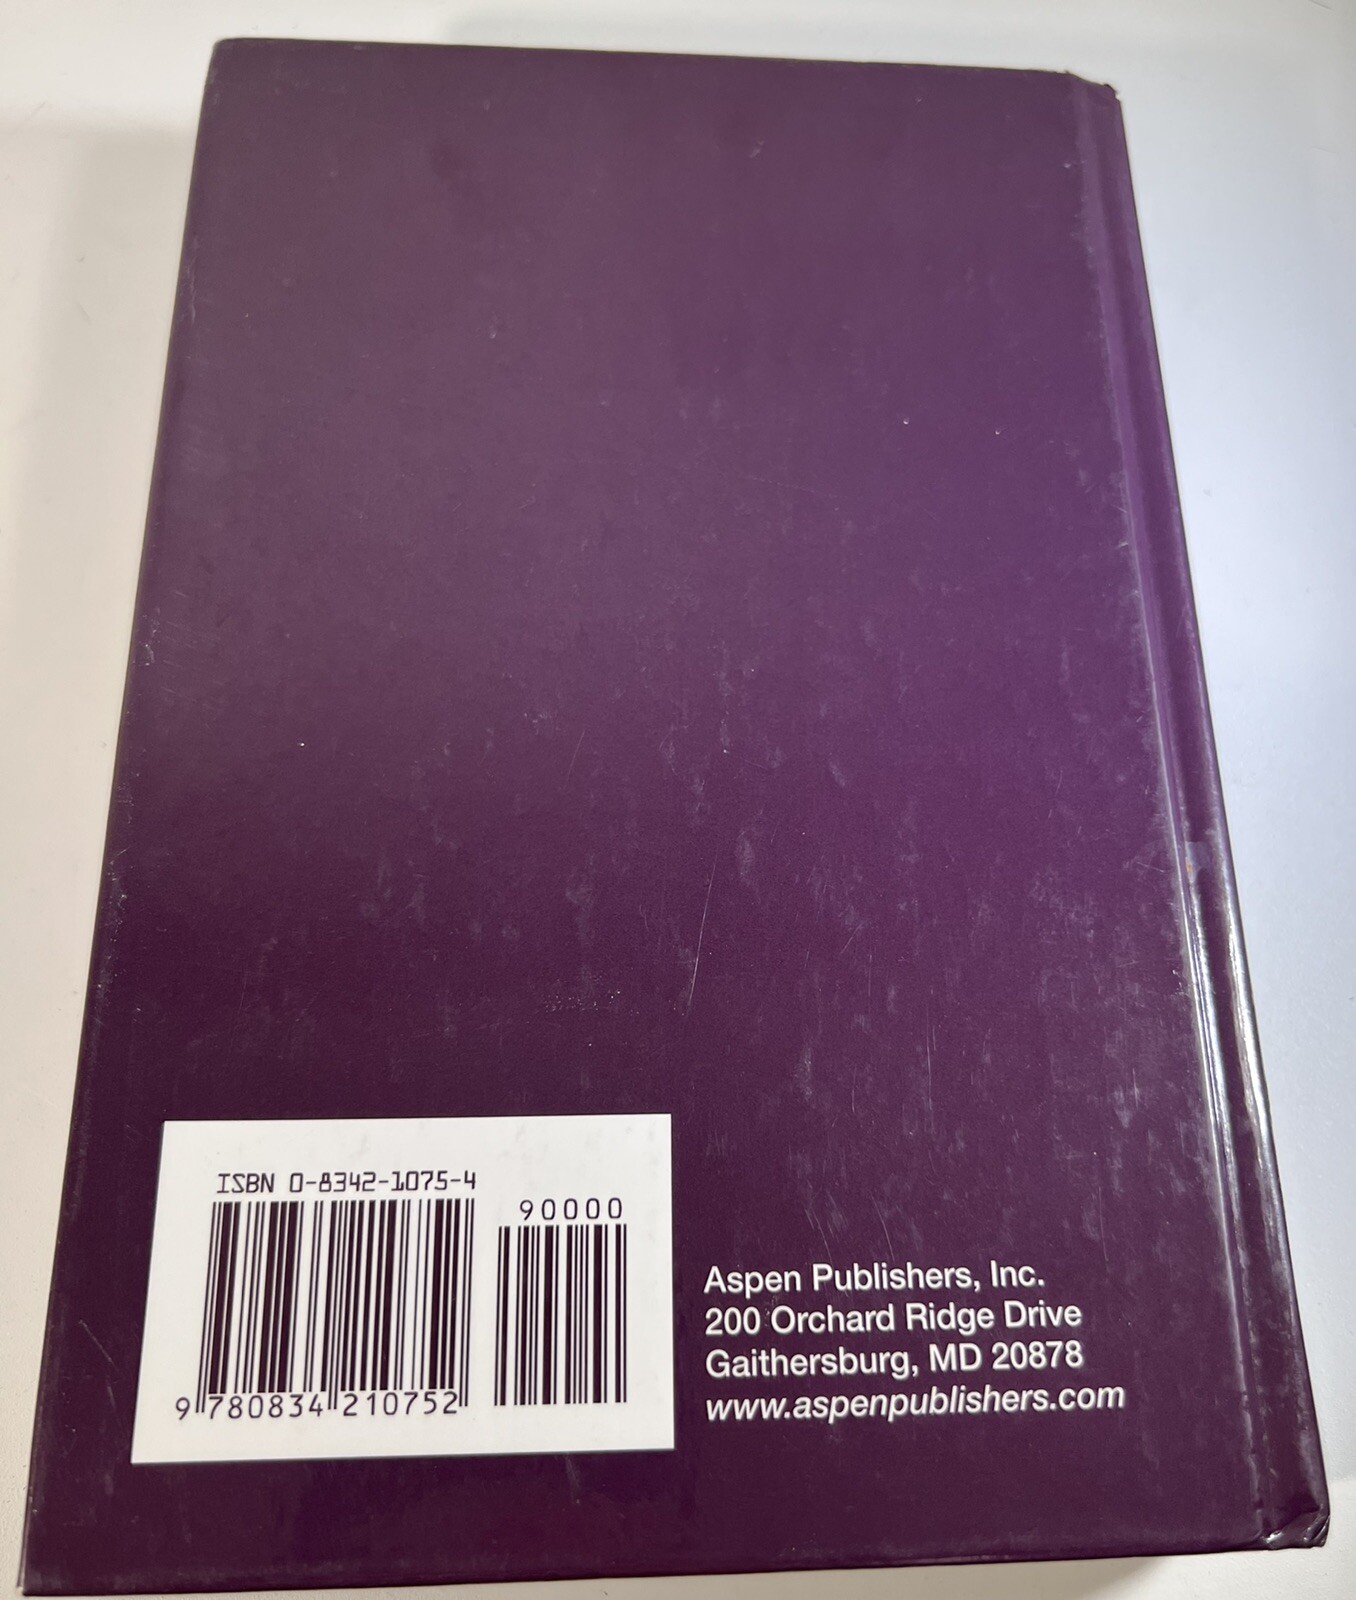 ISBN 0-8342-1075-4
90000
9 780834 210752
Aspen Publishers, Inc.
200 Orchard Ridge Drive
Gaithersburg, MD 20878
www.aspenpublishers.com